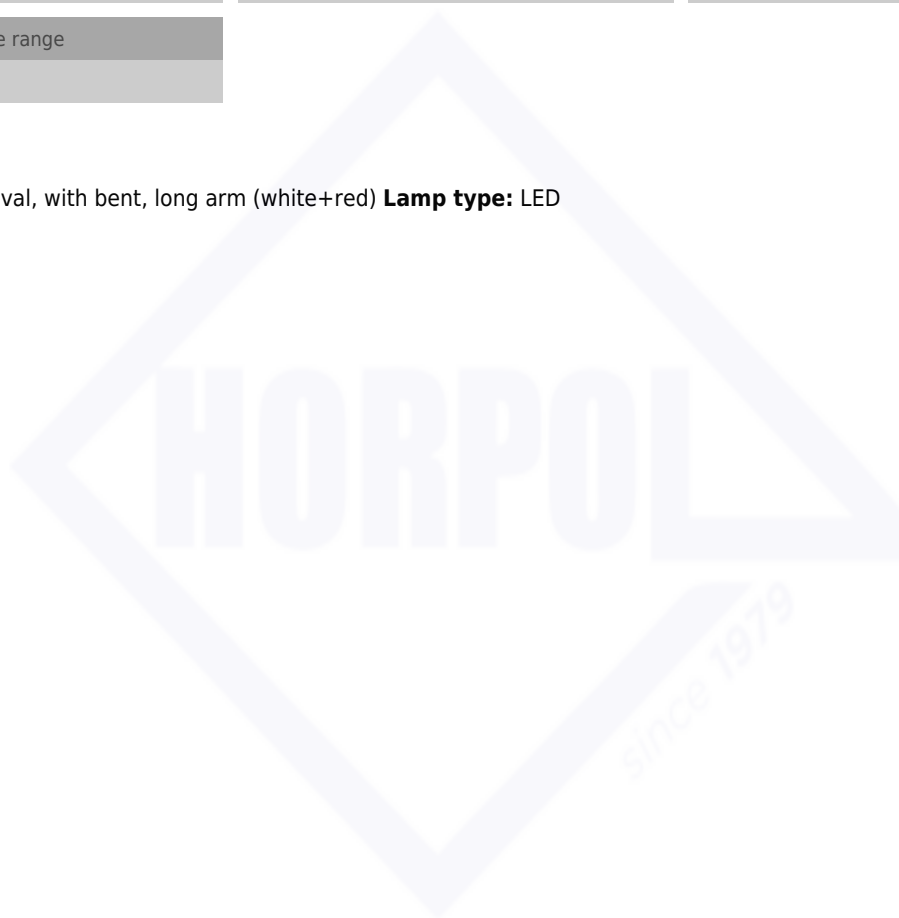 e range
val, with bent, long arm (white+red) Lamp type: LED
HORPOL
since 1979